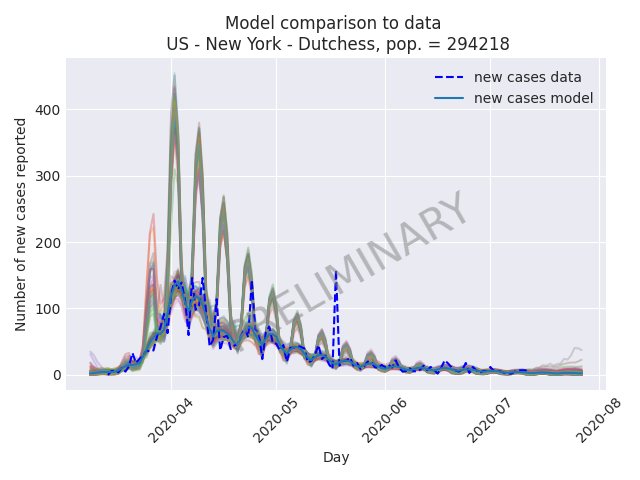 Model comparison to data
US - New York - Dutchess, pop. = 294218
new cases data
new cases model
Number of new cases reported
400
300
200
100
0
PRELIMINARY
2020-04
2020-05
2020-06
2020-07
2020-08
Day